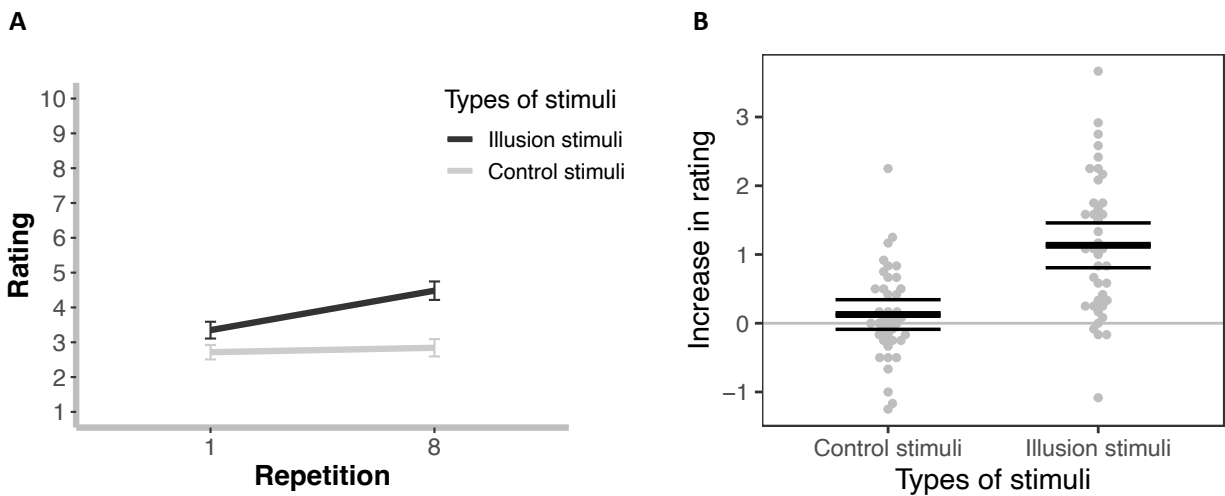 A
Rating
10
9
8
7
6
5
4
3
2
1
Types of stimuli
Illusion stimuli
Control stimuli
1
8
Repetition
B
Increase in rating
3
2
1
0
−1
Control stimuli
Illusion stimuli
Types of stimuli